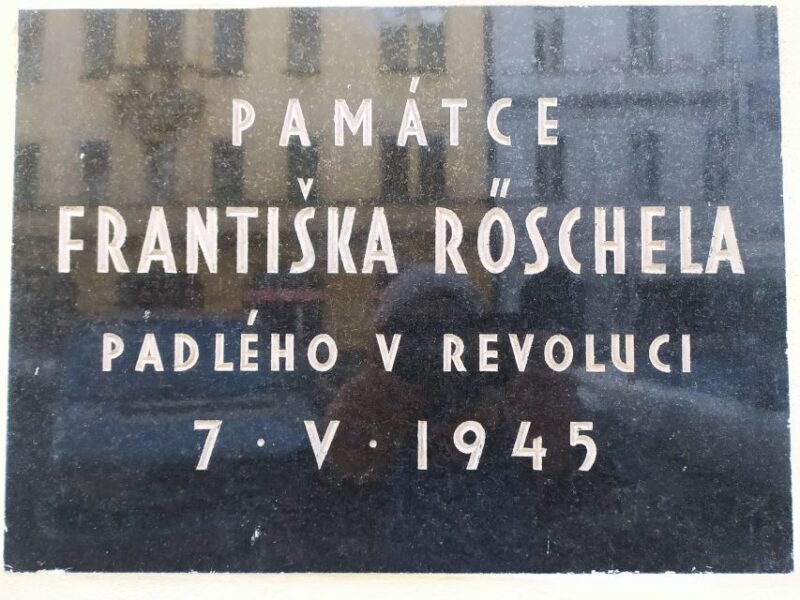 PAMÁTCE
FRANTIŠKA RÖSCHELA
PADLÉHO V REVOLUCI
7 · V · 1945